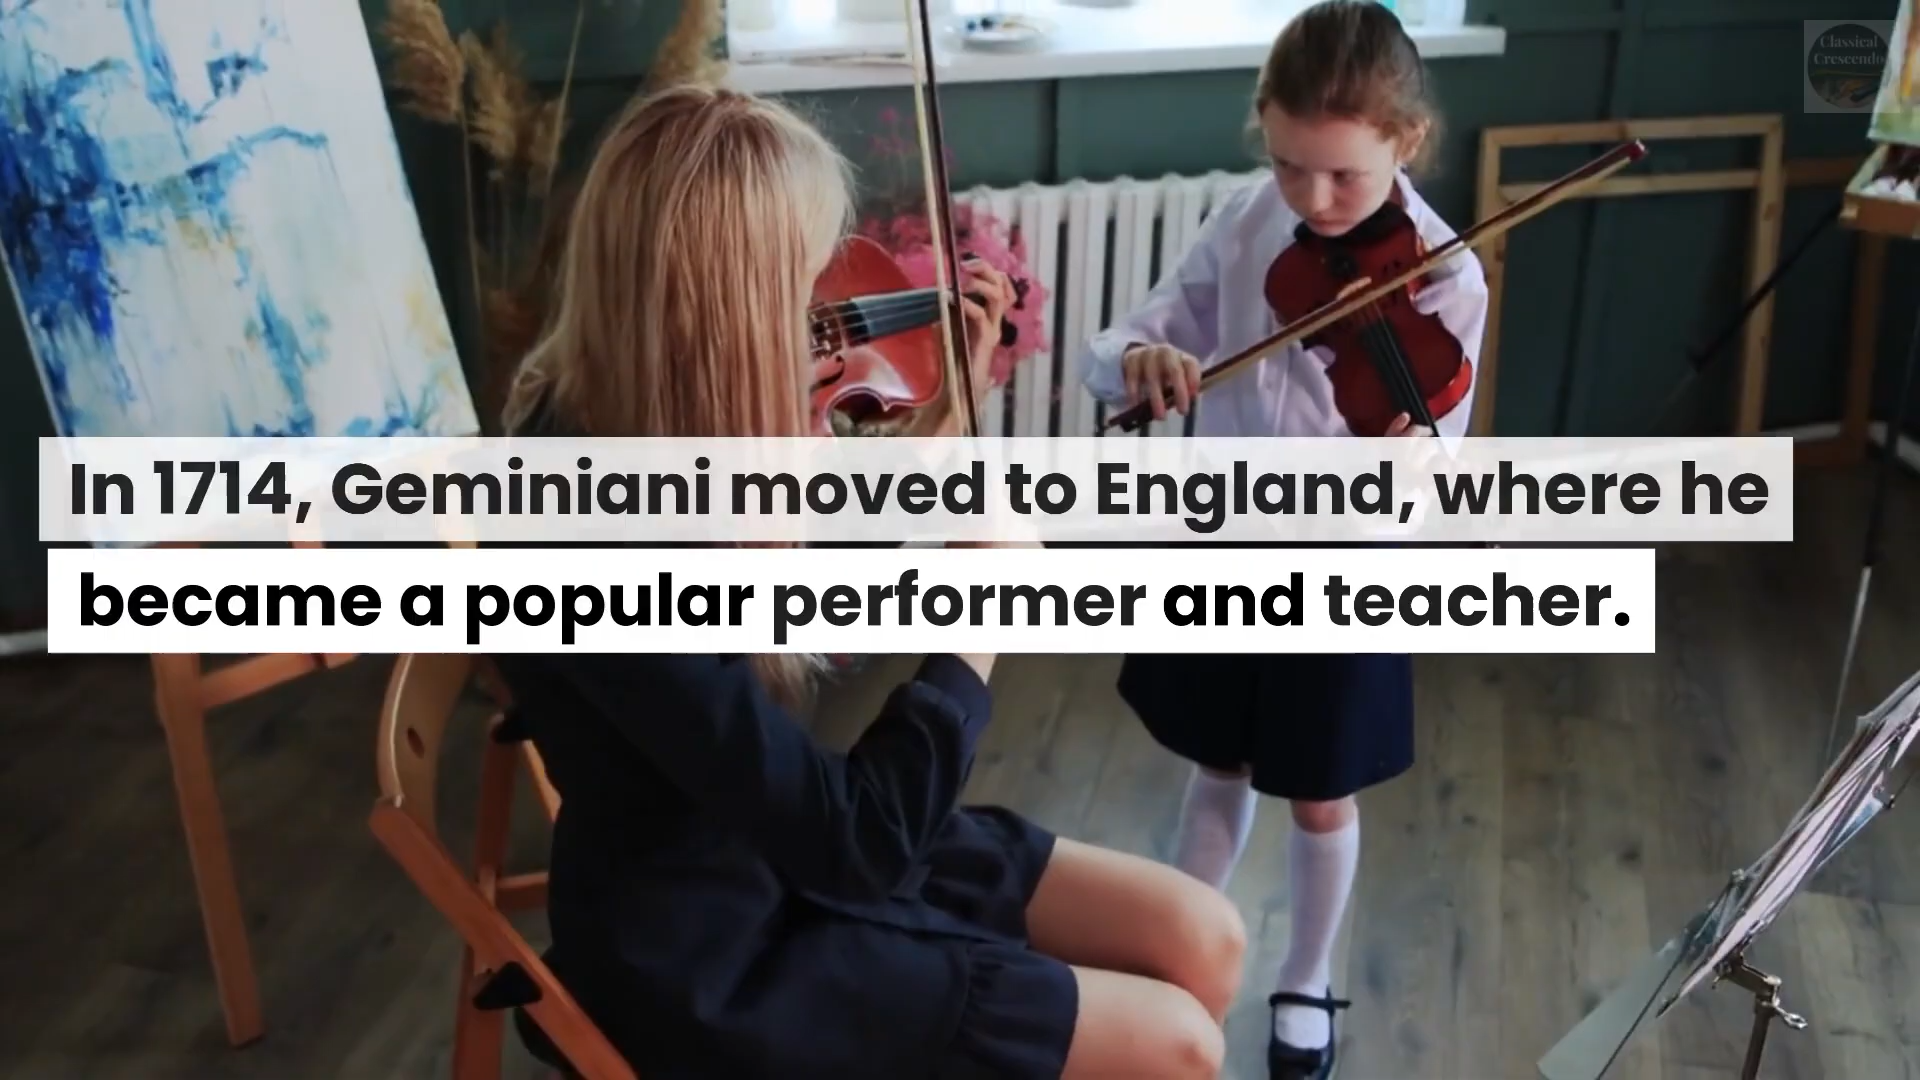 Classical
Crescendo
In 1714, Geminiani moved to England, where he
became a popular performer and teacher.